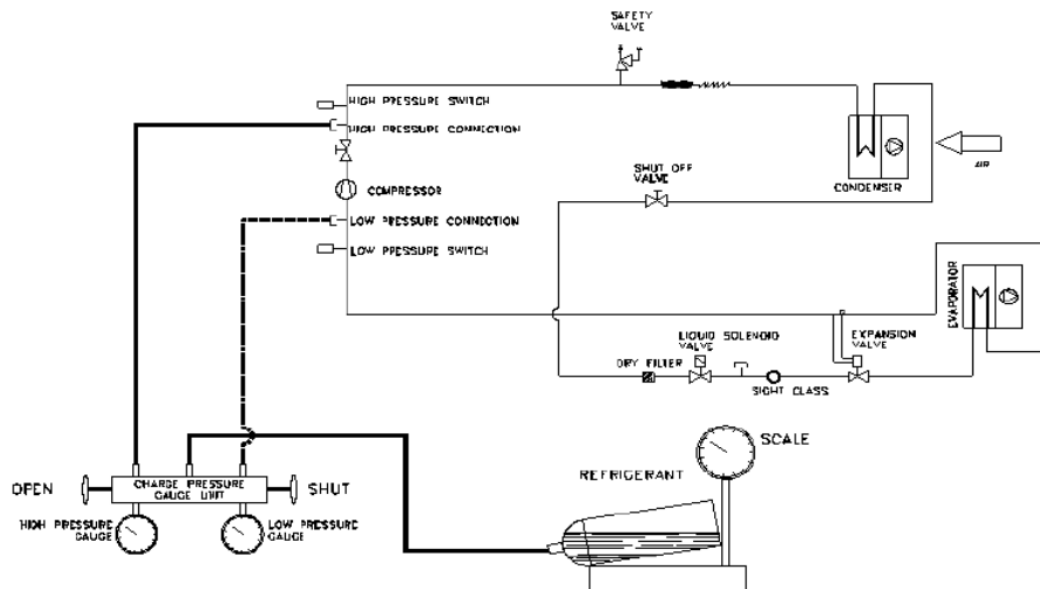 SAFETY
VALVE
HIGH PRESSURE SWITCH
HIGH PRESSURE CONNECTION
COMPRESSOR
LOW PRESSURE CONNECTION
LOW PRESSURE SWITCH
SHUT OFF
VALVE
CONDENSER
AIR
EVAPORATOR
LIQUID SOLENOID
VALVE
EXPANSION
VALVE
DRY FILTER
SIGHT GLASS
SCALE
REFRIGERANT
OPEN
CHARGE PRESSURE
GAUGE UNIT
SHUT
HIGH PRESSURE
GAUGE
LOW PRESSURE
GAUGE